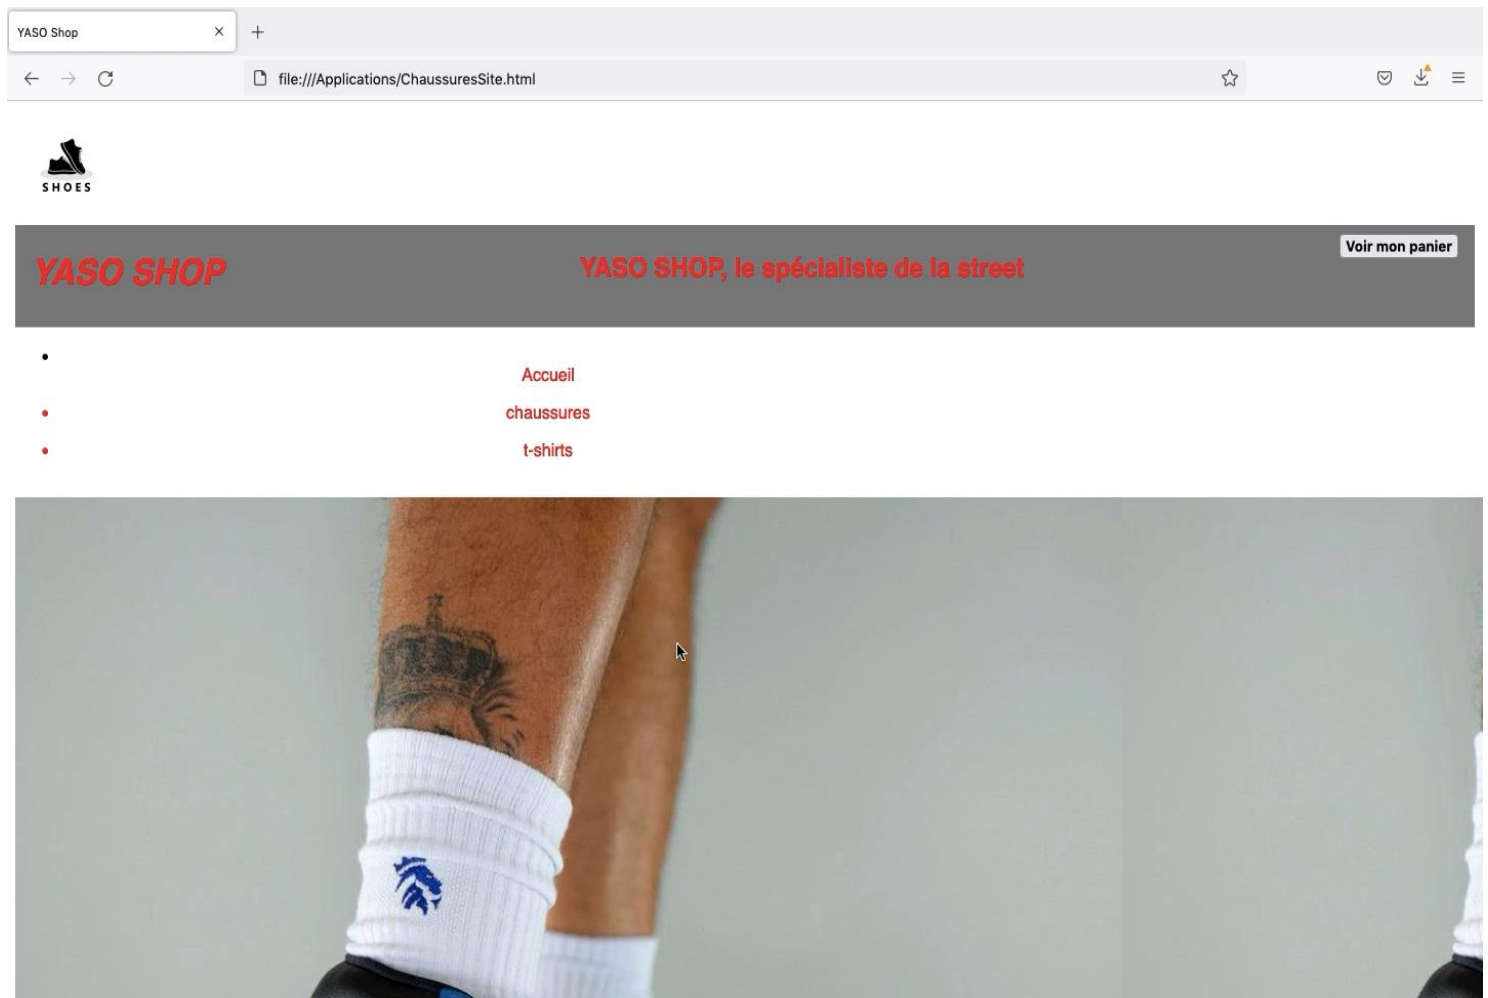 YASO Shop
file:///Applications/ChaussuresSite.html
SHOES
YASO SHOP
YASO SHOP, le spécialiste de la street
Voir mon panier
Accueil
chaussures
t-shirts